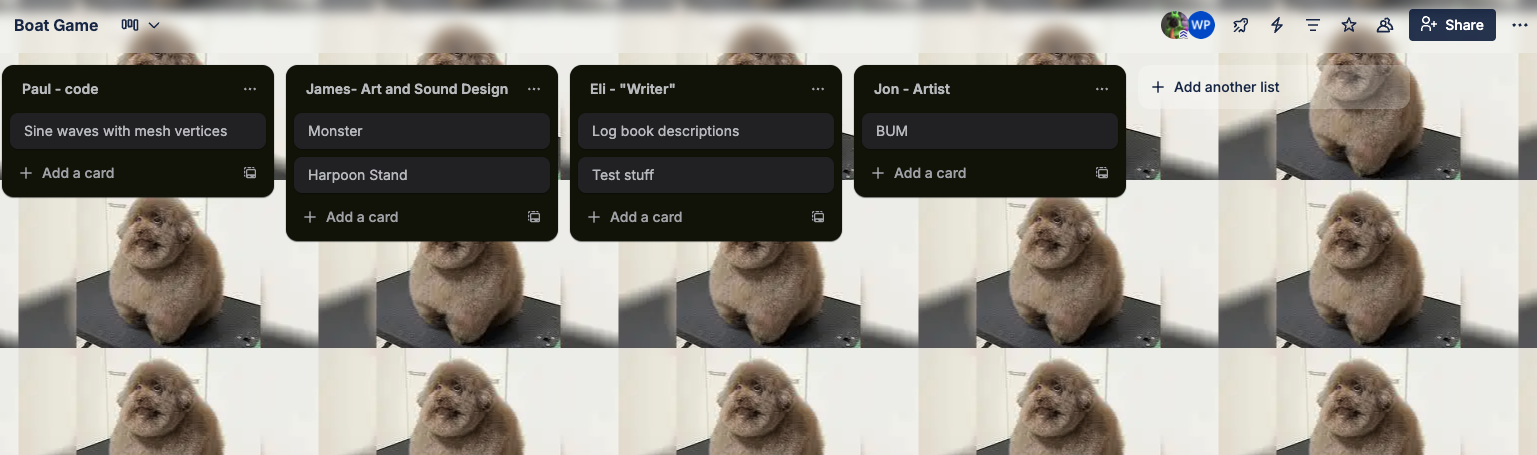 Boat Game
WP
Share
Paul - code
Sine waves with mesh vertices
Add a card
James- Art and Sound Design
Monster
Harpoon Stand
Add a card
Eli - "Writer"
Log book descriptions
Test stuff
Add a card
Jon - Artist
BUM
Add a card
Add another list